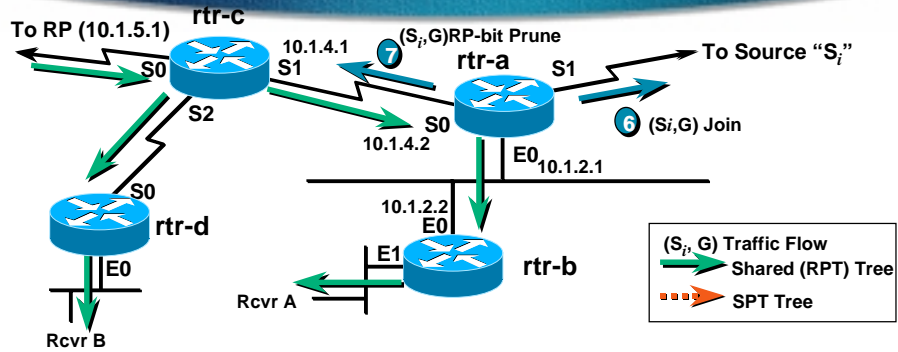 rtr-c
To RP (10.1.5.1)
10.1.4.1
7
(Si,G)RP-bit Prune
rtr-a
To Source “Si”
S0
S1
S1
S2
S0
6
(Si,G) Join
10.1.4.2
E0
10.1.2.1
S0
10.1.2.2
rtr-d
E0
rtr-b
E0
E1
Rcvr A
Rcvr B
(Si, G) Traffic Flow
Shared (RPT) Tree
SPT Tree